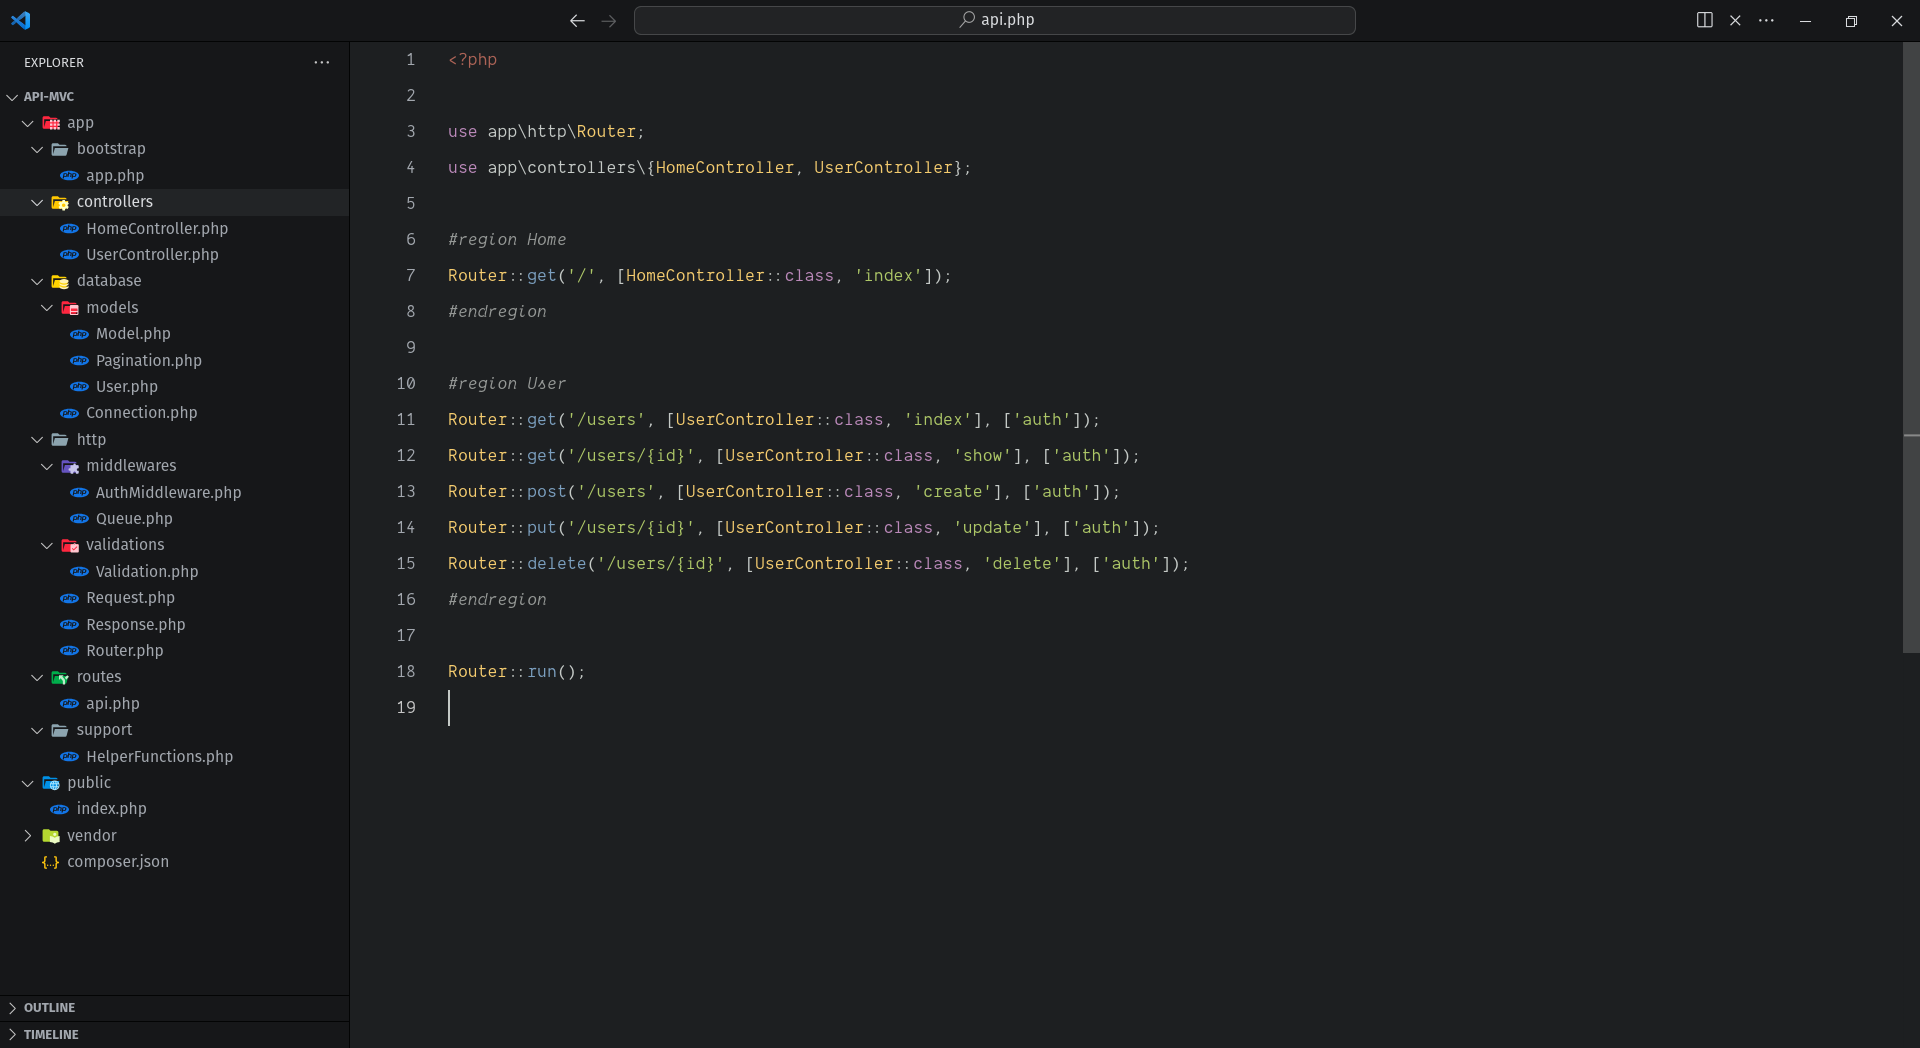 api.php
EXPLORER
API-MVC
app
bootstrap
app.php
controllers
HomeController.php
UserController.php
database
models
Model.php
Pagination.php
User.php
Connection.php
http
middlewares
AuthMiddleware.php
Queue.php
validations
Validation.php
Request.php
Response.php
Router.php
routes
api.php
support
HelperFunctions.php
public
index.php
vendor
{..} composer.json
OUTLINE
TIMELINE
1 <?php
2
3 use app\http\Router;
4 use app\controllers\{HomeController, UserController};
5
6 #region Home
7 Router::get('/', [HomeController::class, 'index']);
8 #endregion
9
10 #region User
11 Router::get('/users', [UserController::class, 'index'], ['auth']);
12 Router::get('/users/{id}', [UserController::class, 'show'], ['auth']);
13 Router::post('/users', [UserController::class, 'create'], ['auth']);
14 Router::put('/users/{id}', [UserController::class, 'update'], ['auth']);
15 Router::delete('/users/{id}', [UserController::class, 'delete'], ['auth']);
16 #endregion
17
18 Router::run();
19